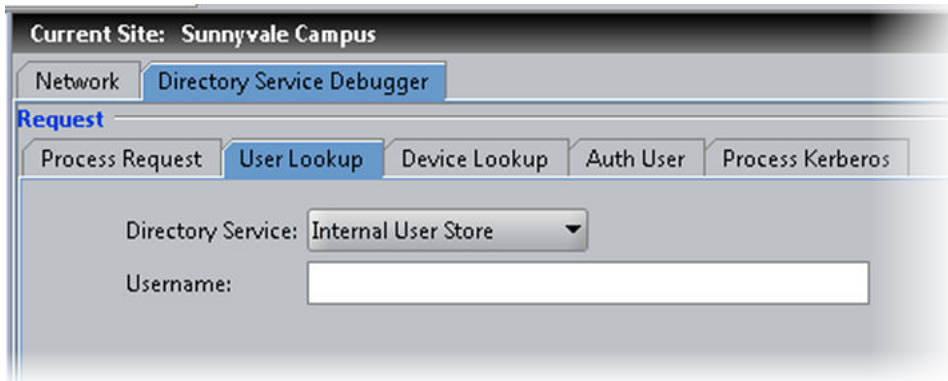 Current Site: Sunnyvale Campus
Network Directory Service Debugger
Request
Process Request User Lookup Device Lookup Auth User Process Kerberos
Directory Service: Internal User Store
Username: